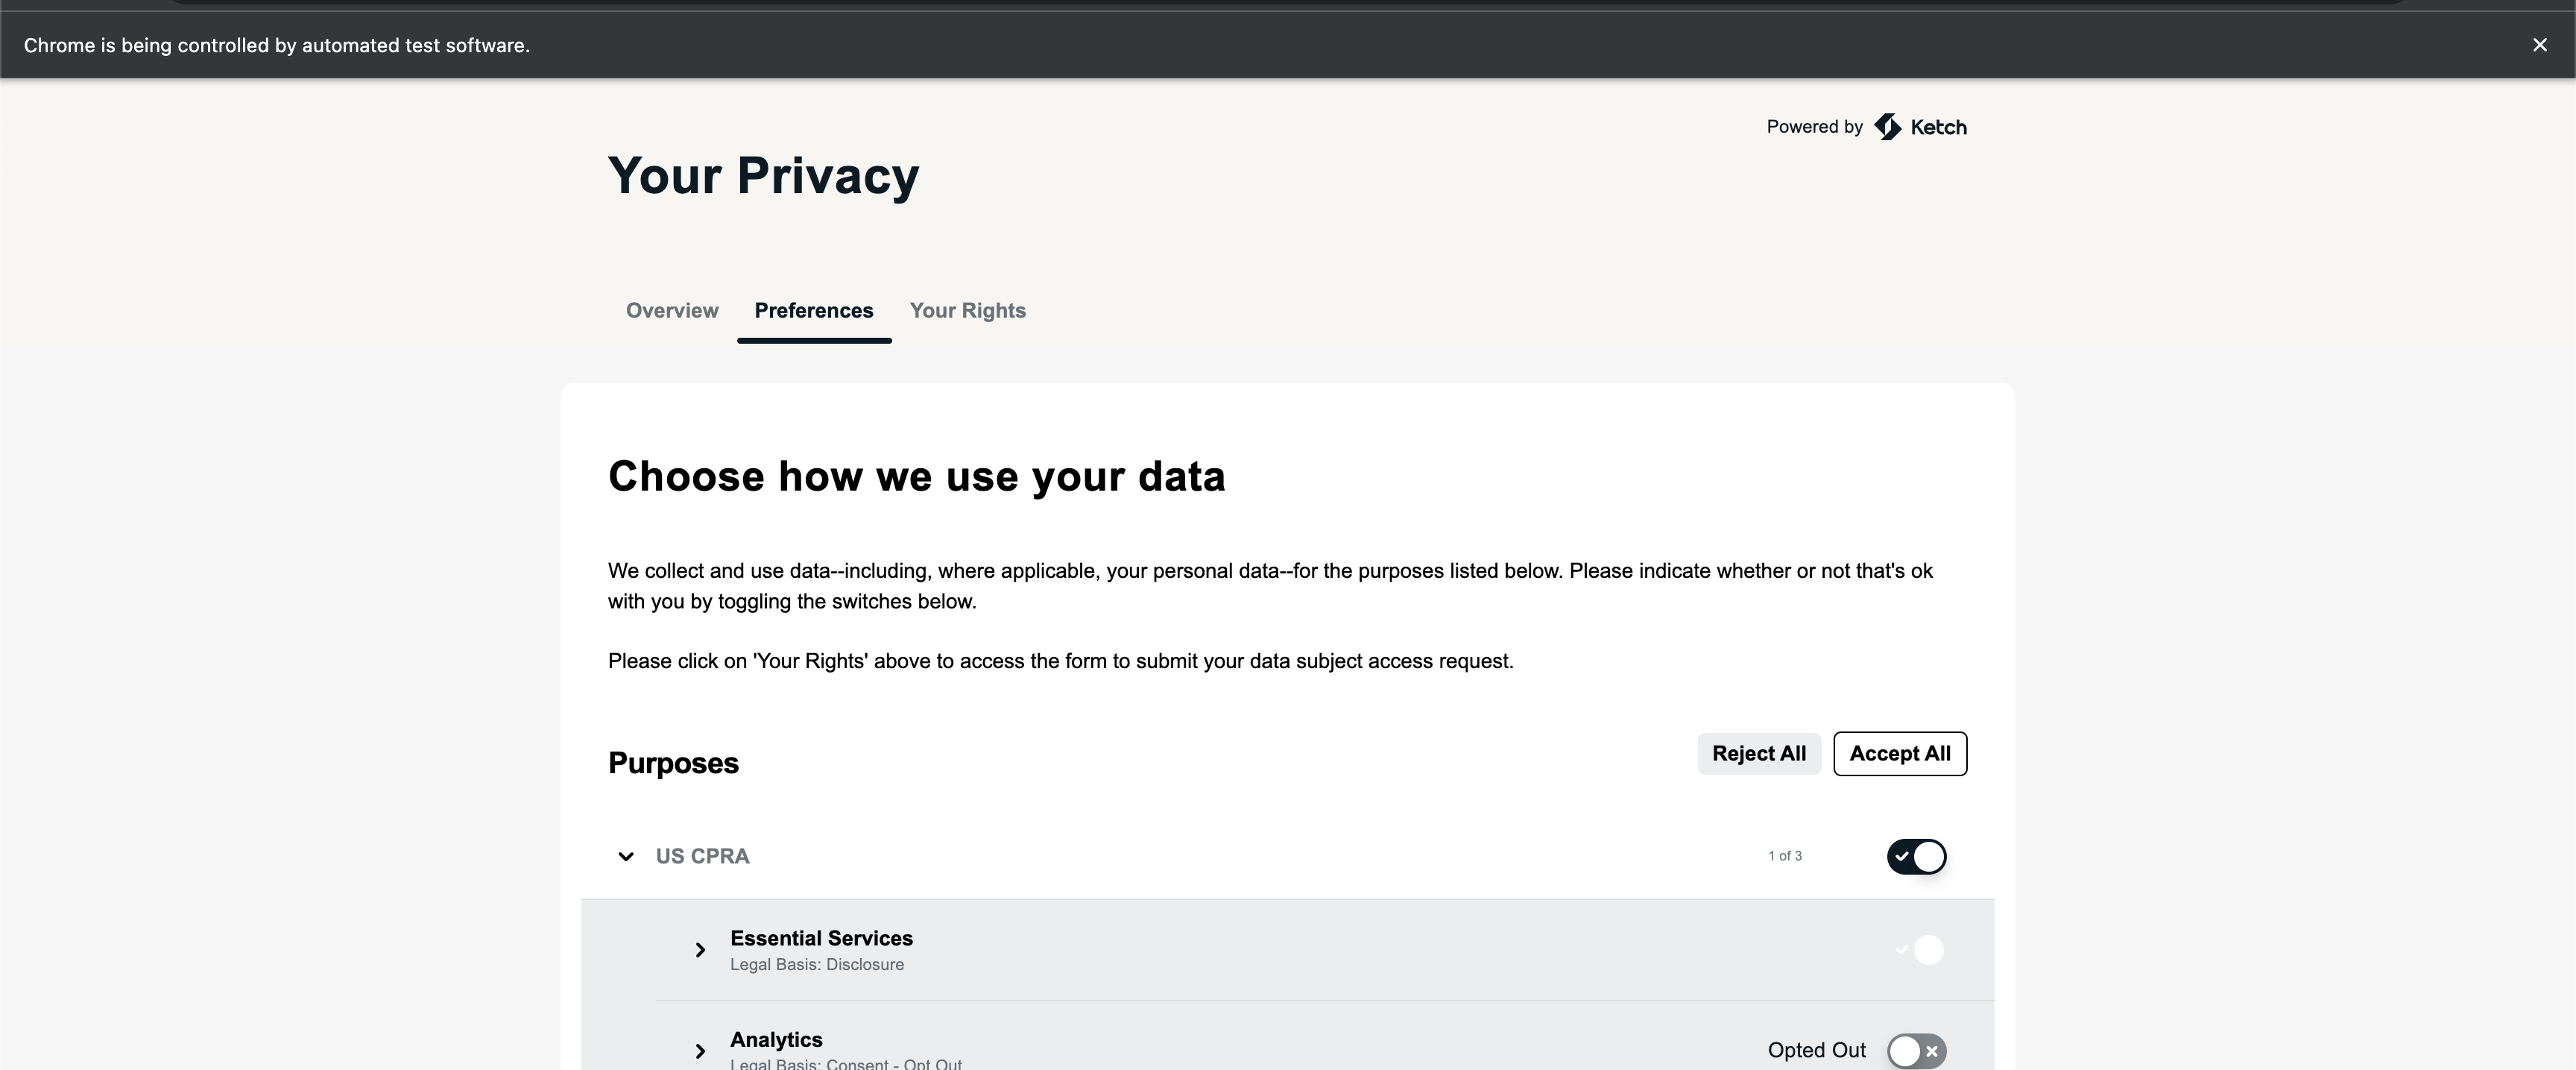 Chrome is being controlled by automated test software.
Powered by Ketch
Your Privacy
Overview Preferences Your Rights
Choose how we use your data
We collect and use data--including, where applicable, your personal data--for the purposes listed below. Please indicate whether or not that's ok
with you by toggling the switches below.
Please click on 'Your Rights' above to access the form to submit your data subject access request.
Purposes
Reject All Accept All
US CPRA 1 of 3
Essential Services
Legal Basis: Disclosure
Analytics
Opted Out
Legal Basis: Consent - Opt Out